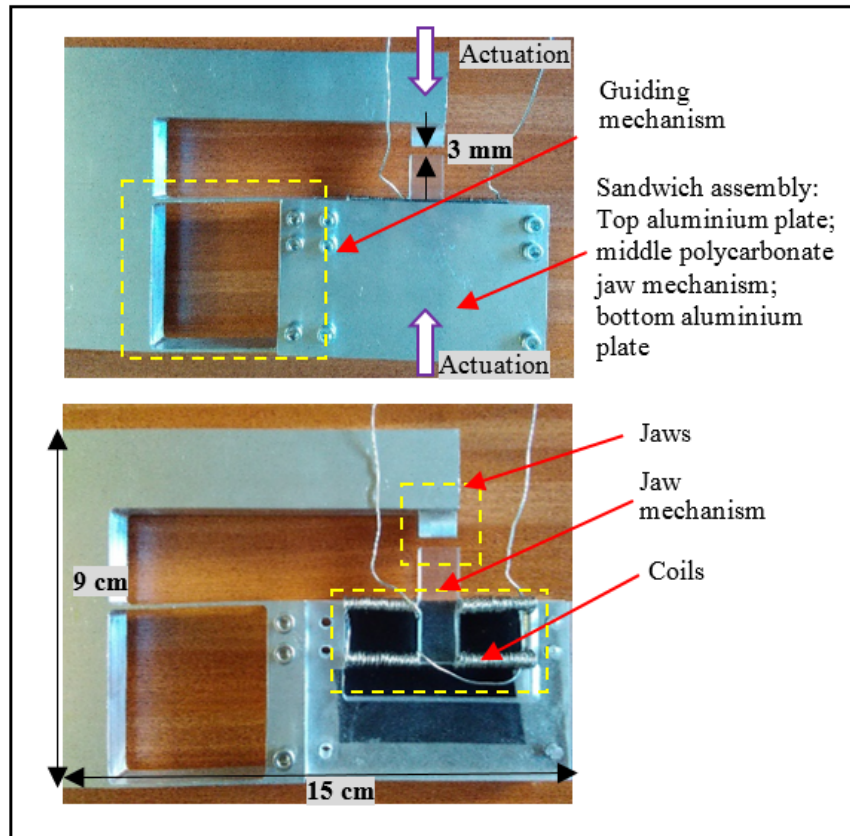 Actuation
Guiding
mechanism
3 mm
Sandwich assembly:
Top aluminium plate;
middle polycarbonate
jaw mechanism;
bottom aluminium
plate
Actuation
Jaws
Jaw
mechanism
Coils
9 cm
15 cm